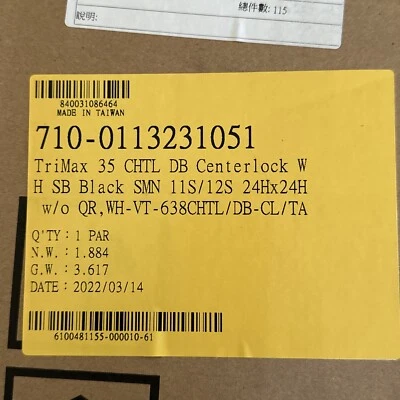 總件數: 115
說明:
840031086464
MADE IN TAIWAN
710-0113231051
TriMax 35 CHTL DB Centerlock W
H SB Black SMN 11S/12S 24Hx24H
w/o QR,WH-VT-638CHTL/DB-CL/TA
Q'TY : 1 PAR
N.W. : 1.884
G.W. : 3.617
DATE : 2022/03/14
6100481155-000010-61